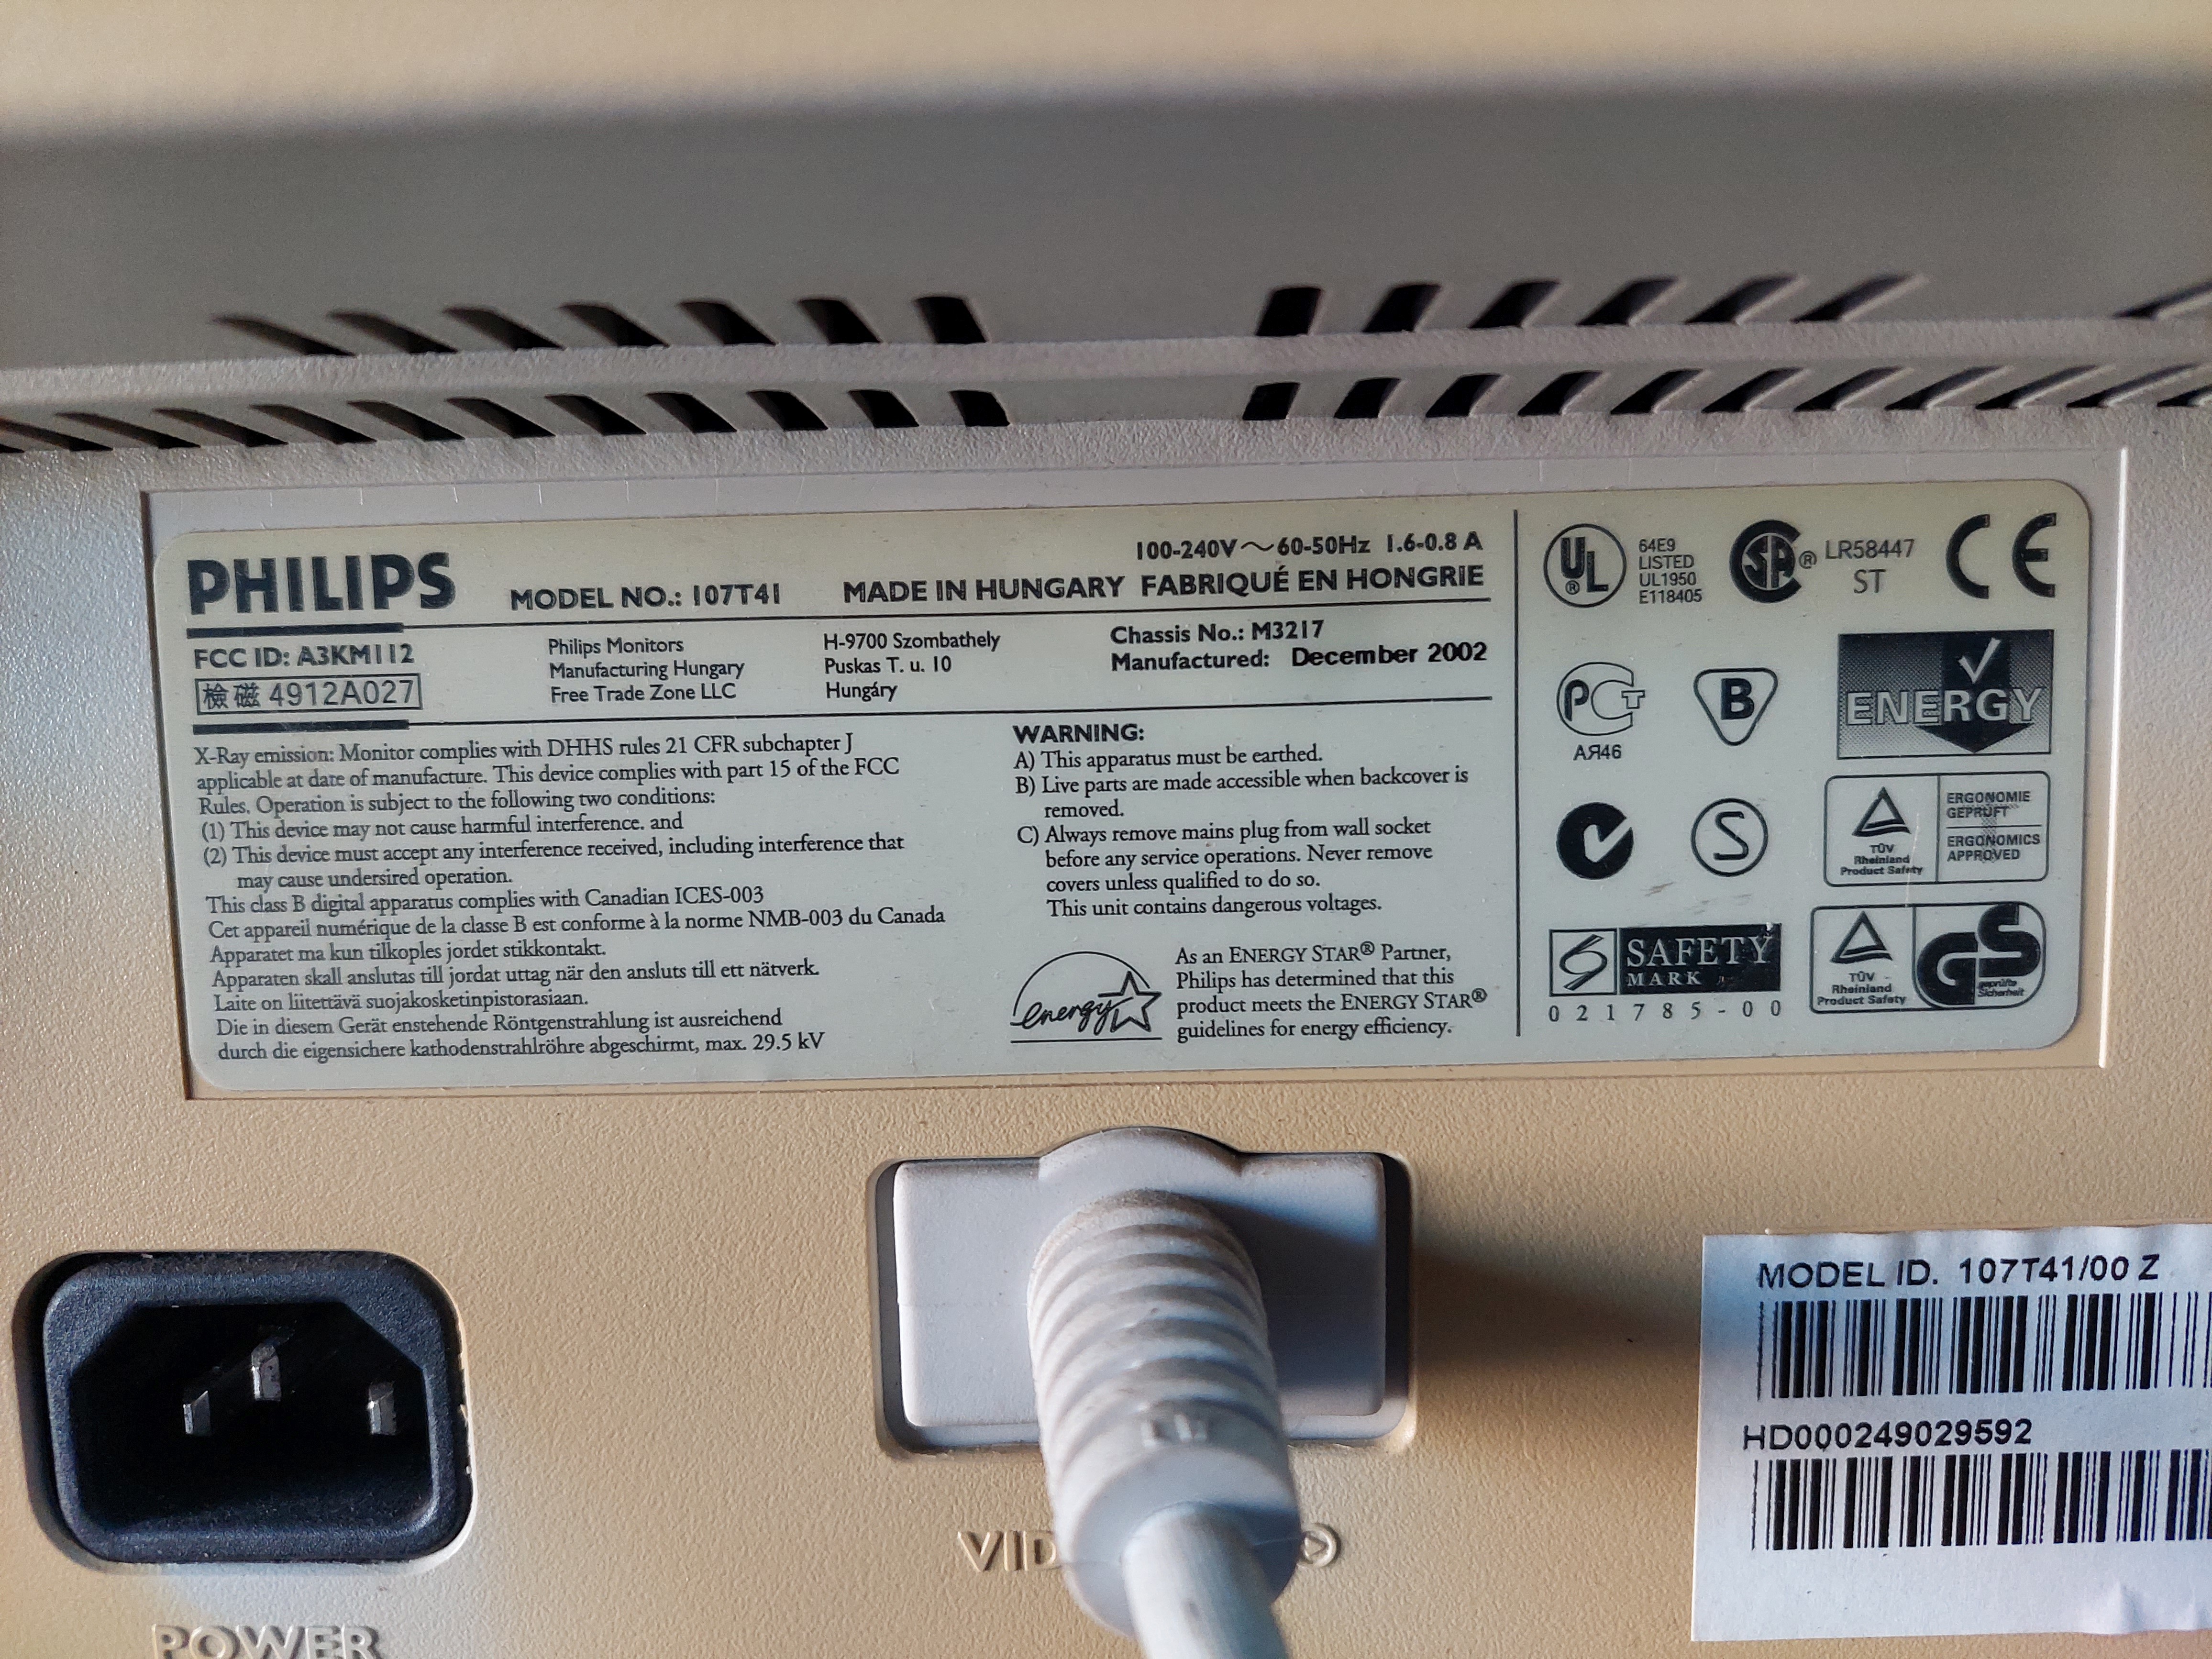 PHILIPS
MODEL NO.: 107T41
100-240V～60-50Hz 1.6-0.8 A
MADE IN HUNGARY FABRIQUÉ EN HONGRIE
FCC ID: A3KM112
檢磁 4912A027
Philips Monitors
Manufacturing Hungary
Free Trade Zone LLC
H-9700 Szombathely
Puskas T. u. 10
Hungáry
Chassis No.: M3217
Manufactured: December 2002
X-Ray emission: Monitor complies with DHHS rules 21 CFR subchapter J
applicable at date of manufacture. This device complies with part 15 of the FCC
Rules. Operation is subject to the following two conditions:
(1) This device may not cause harmful interference. and
(2) This device must accept any interference received, including interference that
may cause undersired operation.
This class B digital apparatus complies with Canadian ICES-003
Cet appareil numérique de la classe B est conforme à la norme NMB-003 du Canada
Apparatet ma kun tilkoples jordet stikkontakt.
Apparaten skall anslutas till jordat uttag när den ansluts till ett nätverk.
Laite on liitettävä suojakosketinpistorasiaan.
Die in diesem Gerät enstehende Röntgenstrahlung ist ausreichend
durch die eigensichere kathodenstrahlröhre abgeschirmt, max. 29.5 kV
WARNING:
A) This apparatus must be earthed.
B) Live parts are made accessible when backcover is
removed.
C) Always remove mains plug from wall socket
before any service operations. Never remove
covers unless qualified to do so.
This unit contains dangerous voltages.
energy
As an ENERGY STAR® Partner,
Philips has determined that this
product meets the ENERGY STAR®
guidelines for energy efficiency.
UL ®
64E9
LISTED
UL1950
E118405
SA ®
LR58447
ST
CE
PCT
АЯ46
B
ENERGY
S
TÜV
Rheinland
Product Safety
ERGONOMIE
GEPRÜFT
ERGONOMICS
APPROVED
SAFETY
MARK
021785-00
TÜV
Rheinland
Product Safety
GS
geprüfte
Sicherheit
POWER
MODEL ID. 107T41/00 Z
HD000249029592